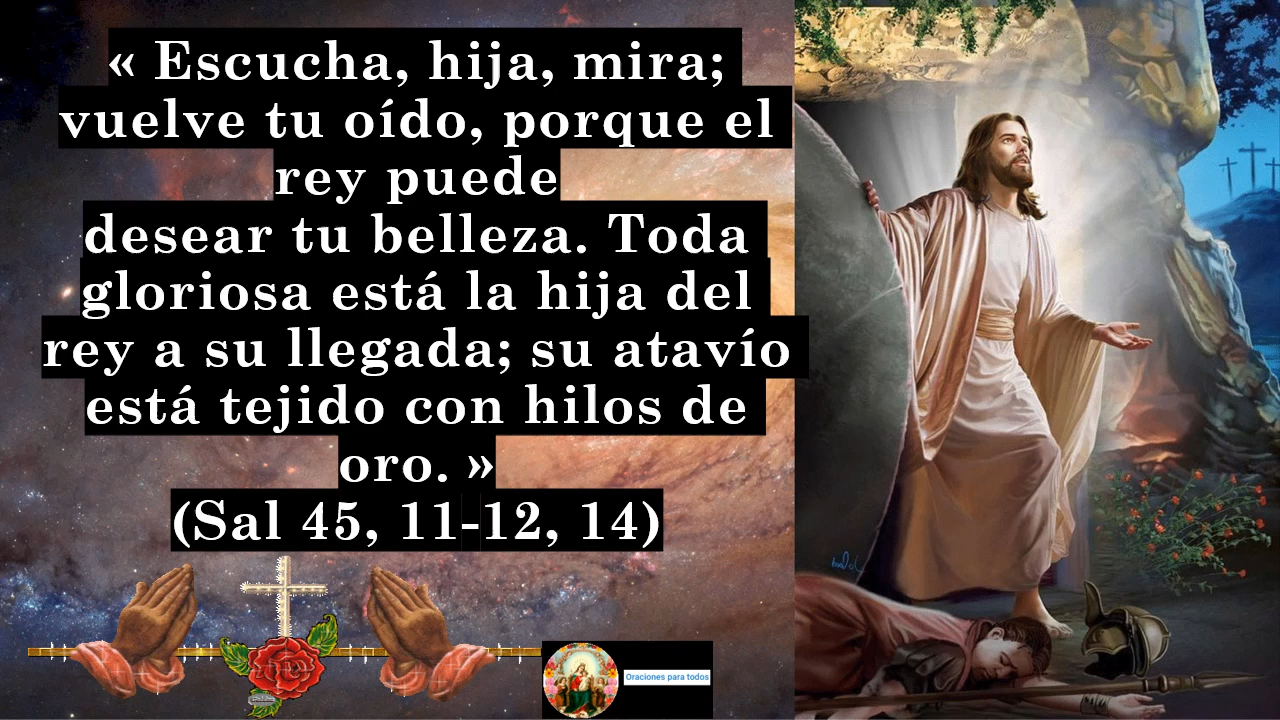 « Escucha, hija, mira;
vuelve tu oído, porque el
rey puede
desear tu belleza. Toda
gloriosa está la hija del
rey a su llegada; su atavío
está tejido con hilos de
oro. »
(Sal 45, 11-12, 14)
Oraciones para todos